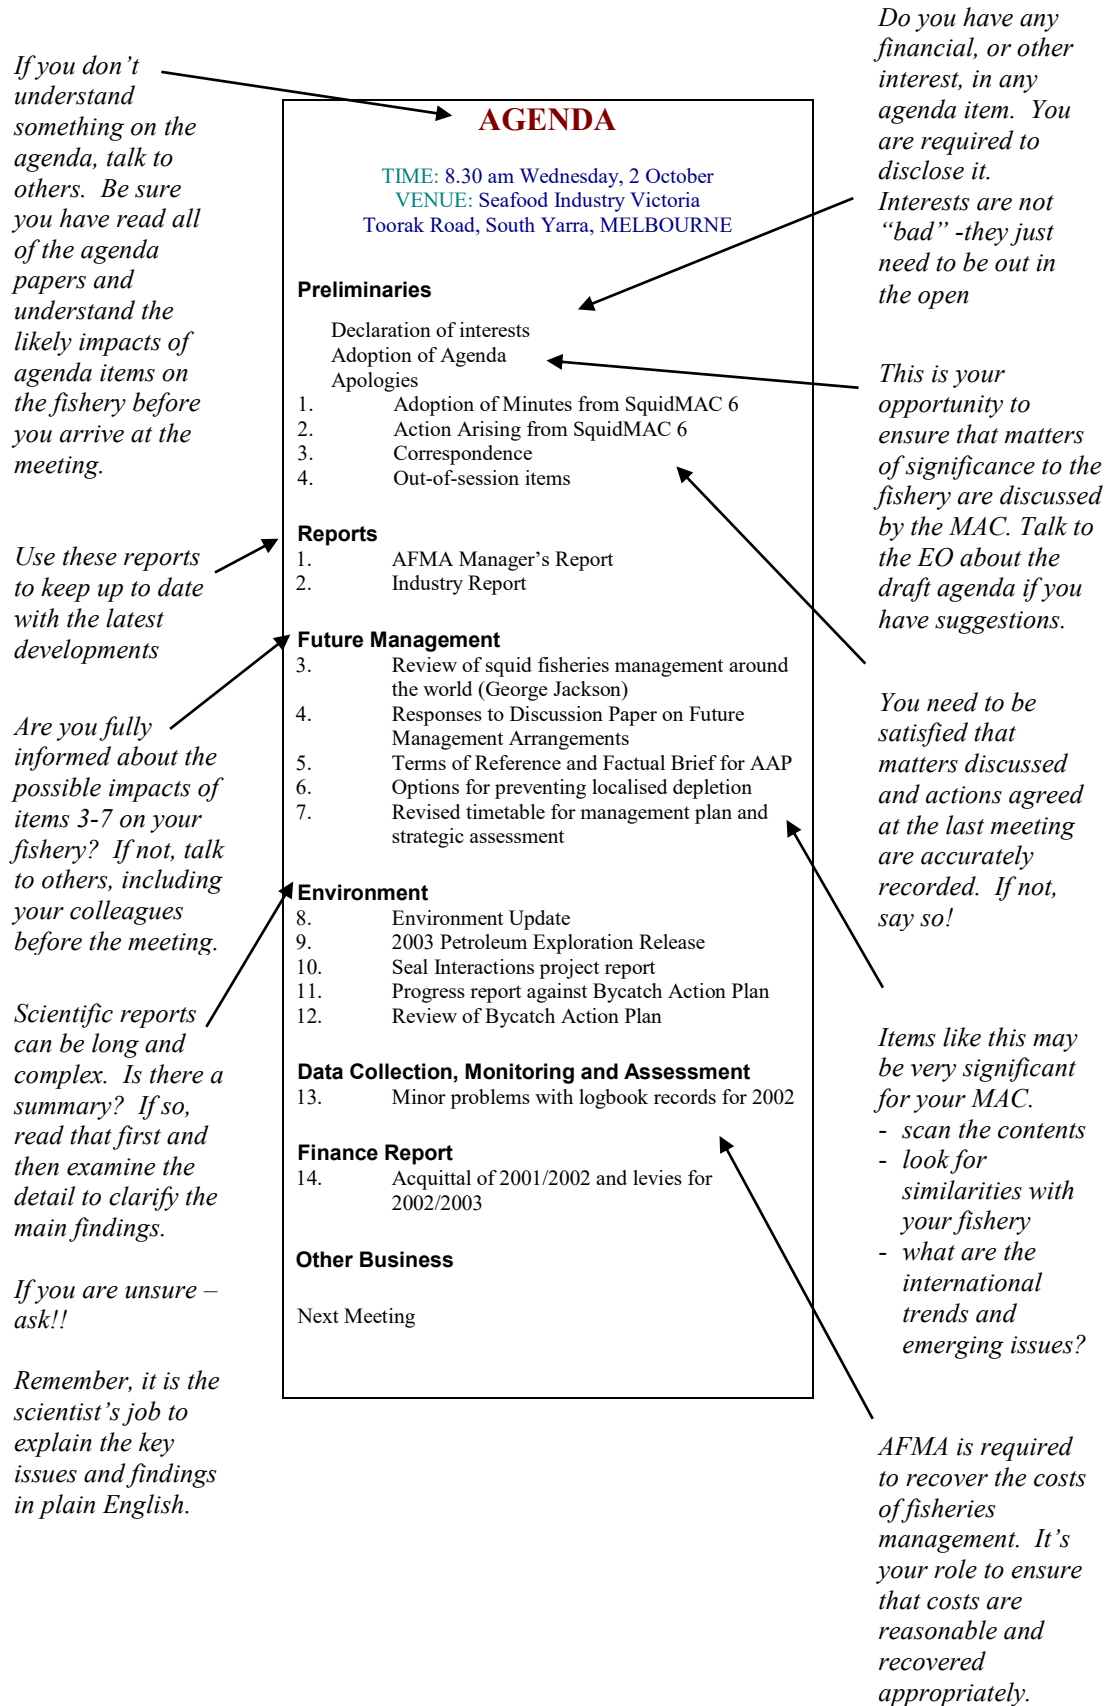 If you don’t
understand
something on the
agenda, talk to
others.  Be sure
you have read all
of the agenda
papers and
understand the
likely impacts of
agenda items on
the fishery before
you arrive at the
meeting.
Use these reports
to keep up to date
with the latest
developments
Are you fully
informed about the
possible impacts of
items 3-7 on your
fishery?  If not, talk
to others, including
your colleagues
before the meeting.
Scientific reports
can be long and
complex.  Is there a
summary?  If so,
read that first and
then examine the
detail to clarify the
main findings.
If you are unsure –
ask!!
Remember, it is the
scientist’s job to
explain the key
issues and findings
in plain English.
AGENDA
TIME: 8.30 am Wednesday, 2 October
VENUE: Seafood Industry Victoria
Toorak Road, South Yarra, MELBOURNE
Preliminaries
Declaration of interests
Adoption of Agenda
Apologies
1. Adoption of Minutes from SquidMAC 6
2. Action Arising from SquidMAC 6
3. Correspondence
4. Out-of-session items
Reports
1. AFMA Manager’s Report
2. Industry Report
Future Management
3. Review of squid fisheries management around
the world (George Jackson)
4. Responses to Discussion Paper on Future
Management Arrangements
5. Terms of Reference and Factual Brief for AAP
6. Options for preventing localised depletion
7. Revised timetable for management plan and
strategic assessment
Environment
8. Environment Update
9. 2003 Petroleum Exploration Release
10. Seal Interactions project report
11. Progress report against Bycatch Action Plan
12. Review of Bycatch Action Plan
Data Collection, Monitoring and Assessment
13. Minor problems with logbook records for 2002
Finance Report
14. Acquittal of 2001/2002 and levies for
2002/2003
Other Business
Next Meeting
Do you have any
financial, or other
interest, in any
agenda item.  You
are required to
disclose it.
Interests are not
“bad” -they just
need to be out in
the open
This is your
opportunity to
ensure that matters
of significance to the
fishery are discussed
by the MAC. Talk to
the EO about the
draft agenda if you
have suggestions.
You need to be
satisfied that
matters discussed
and actions agreed
at the last meeting
are accurately
recorded.  If not,
say so!
Items like this may
be very significant
for your MAC.
- scan the contents
- look for
similarities with
your fishery
- what are the
international
trends and
emerging issues?
AFMA is required
to recover the costs
of fisheries
management.  It’s
your role to ensure
that costs are
reasonable and
recovered
appropriately.